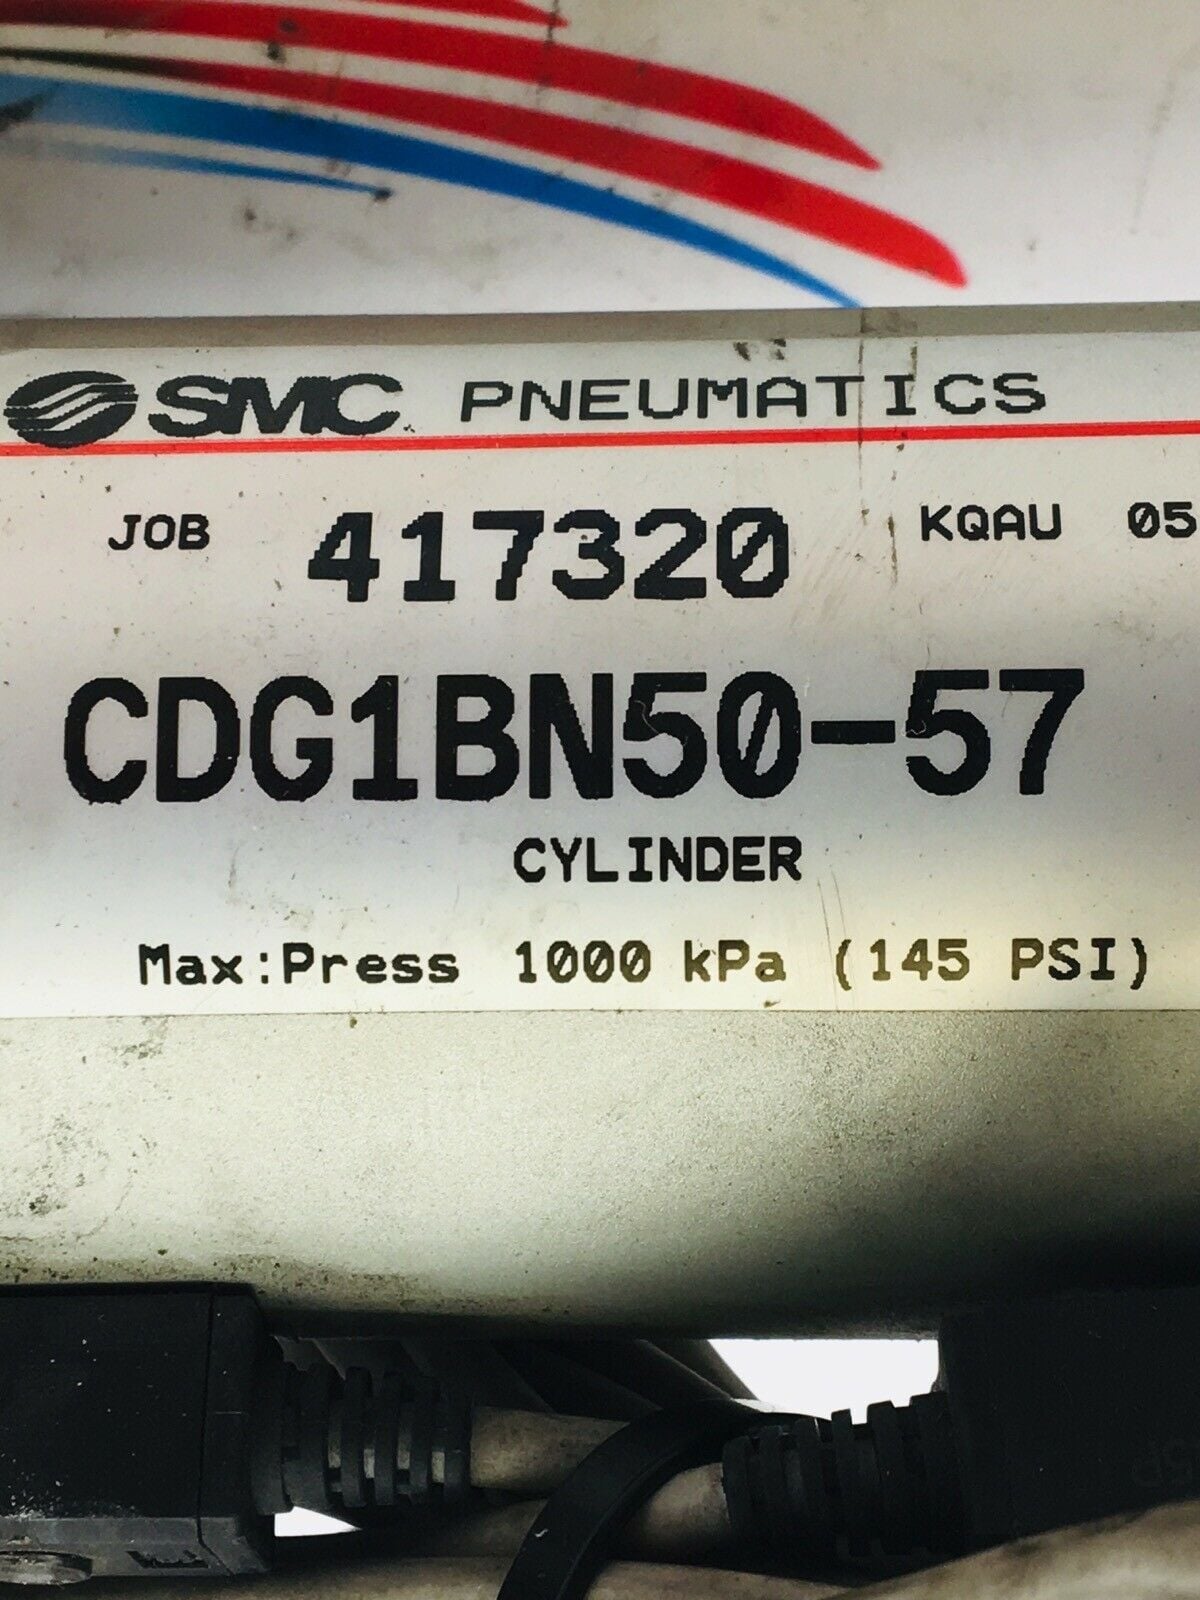 SMC PNEUMATICS
JOB 417320 KQAU 05
CDG1BN50-57
CYLINDER
Max:Press 1000 kPa (145 PSI)